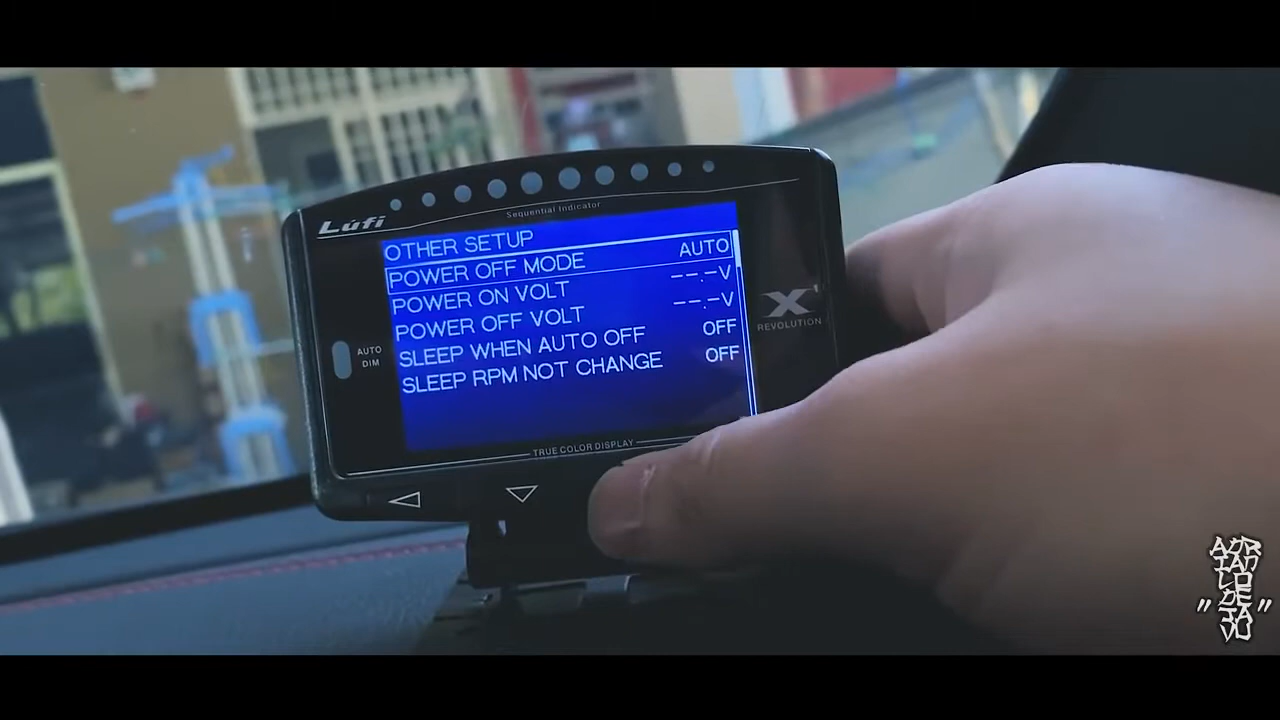 Lufi
Sequential Indicator
OTHER SETUP
POWER OFF MODE AUTO
POWER ON VOLT --.-V
POWER OFF VOLT --.-V
SLEEP WHEN AUTO OFF OFF
SLEEP RPM NOT CHANGE OFF
AUTO
DIM
X
REVOLUTION
TRUE COLOR DISPLAY